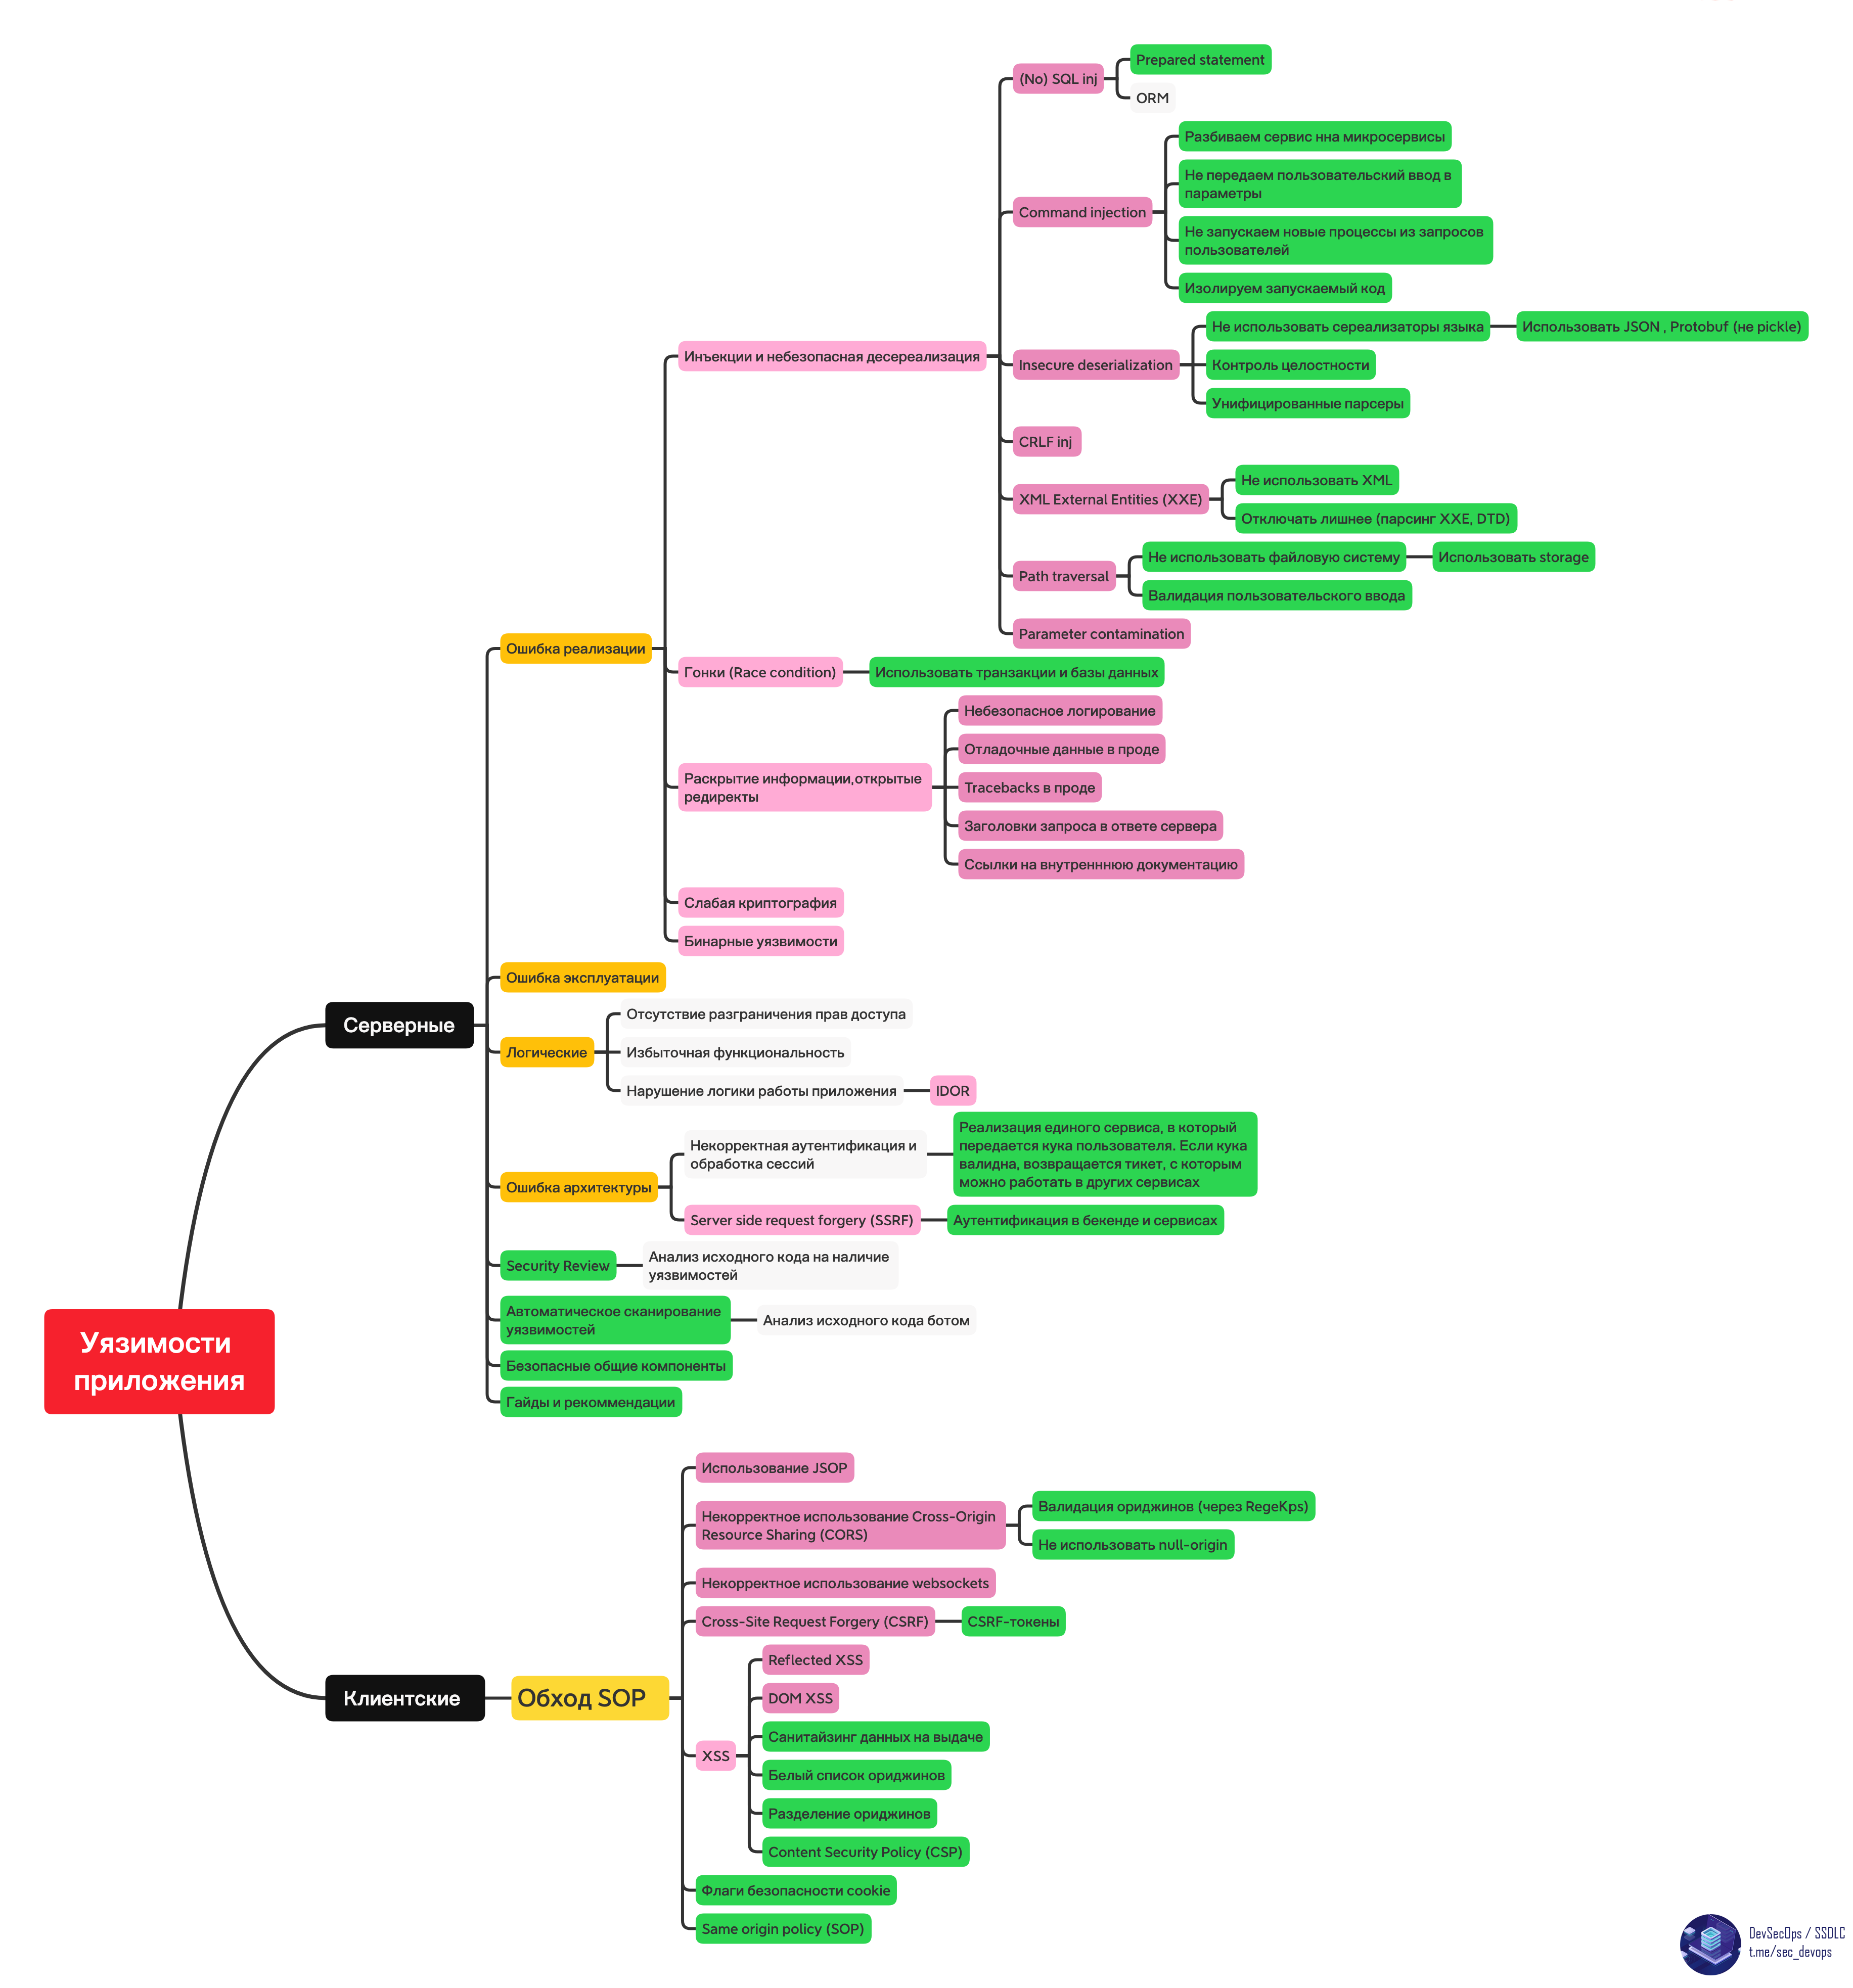 Уязимости
приложения
Серверные
Ошибка реализации
Инъекции и небезопасная десереализация
(No) SQL inj
Prepared statement
ORM
Command injection
Разбиваем сервис нна микросервисы
Не передаем пользовательский ввод в
параметры
Не запускаем новые процессы из запросов
пользователей
Изолируем запускаемый код
Insecure deserialization
Не использовать сереализаторы языка
Использовать JSON , Protobuf (не pickle)
Контроль целостности
Унифицированные парсеры
CRLF inj
XML External Entities (XXE)
Не использовать XML
Отключать лишнее (парсинг XXE, DTD)
Path traversal
Не использовать файловую систему
Использовать storage
Валидация пользовательского ввода
Parameter contamination
Гонки (Race condition)
Использовать транзакции и базы данных
Раскрытие информации,открытые
редиректы
Небезопасное логирование
Отладочные данные в проде
Tracebacks в проде
Заголовки запроса в ответе сервера
Ссылки на внутренннюю документацию
Слабая криптография
Бинарные уязвимости
Ошибка эксплуатации
Логические
Отсутствие разграничения прав доступа
Избыточная функциональность
Нарушение логики работы приложения
IDOR
Ошибка архитектуры
Некорректная аутентификация и
обработка сессий
Реализация единого сервиса, в который
передается кука пользователя. Если кука
валидна, возвращается тикет, с которым
можно работать в других сервисах
Server side request forgery (SSRF)
Аутентификация в бекенде и сервисах
Security Review
Анализ исходного кода на наличие
уязвимостей
Автоматическое сканирование
уязвимостей
Анализ исходного кода ботом
Безопасные общие компоненты
Гайды и рекоммендации
Клиентские
Обход SOP
Использование JSOP
Некорректное использование Cross-Origin
Resource Sharing (CORS)
Валидация ориджинов (через RegeKps)
Не использовать null-origin
Некорректное использование websockets
Cross-Site Request Forgery (CSRF)
CSRF-токены
XSS
Reflected XSS
DOM XSS
Санитайзинг данных на выдаче
Белый список ориджинов
Разделение ориджинов
Content Security Policy (CSP)
Флаги безопасности cookie
Same origin policy (SOP)
DevSecOps / SSDLC
t.me/sec_devops